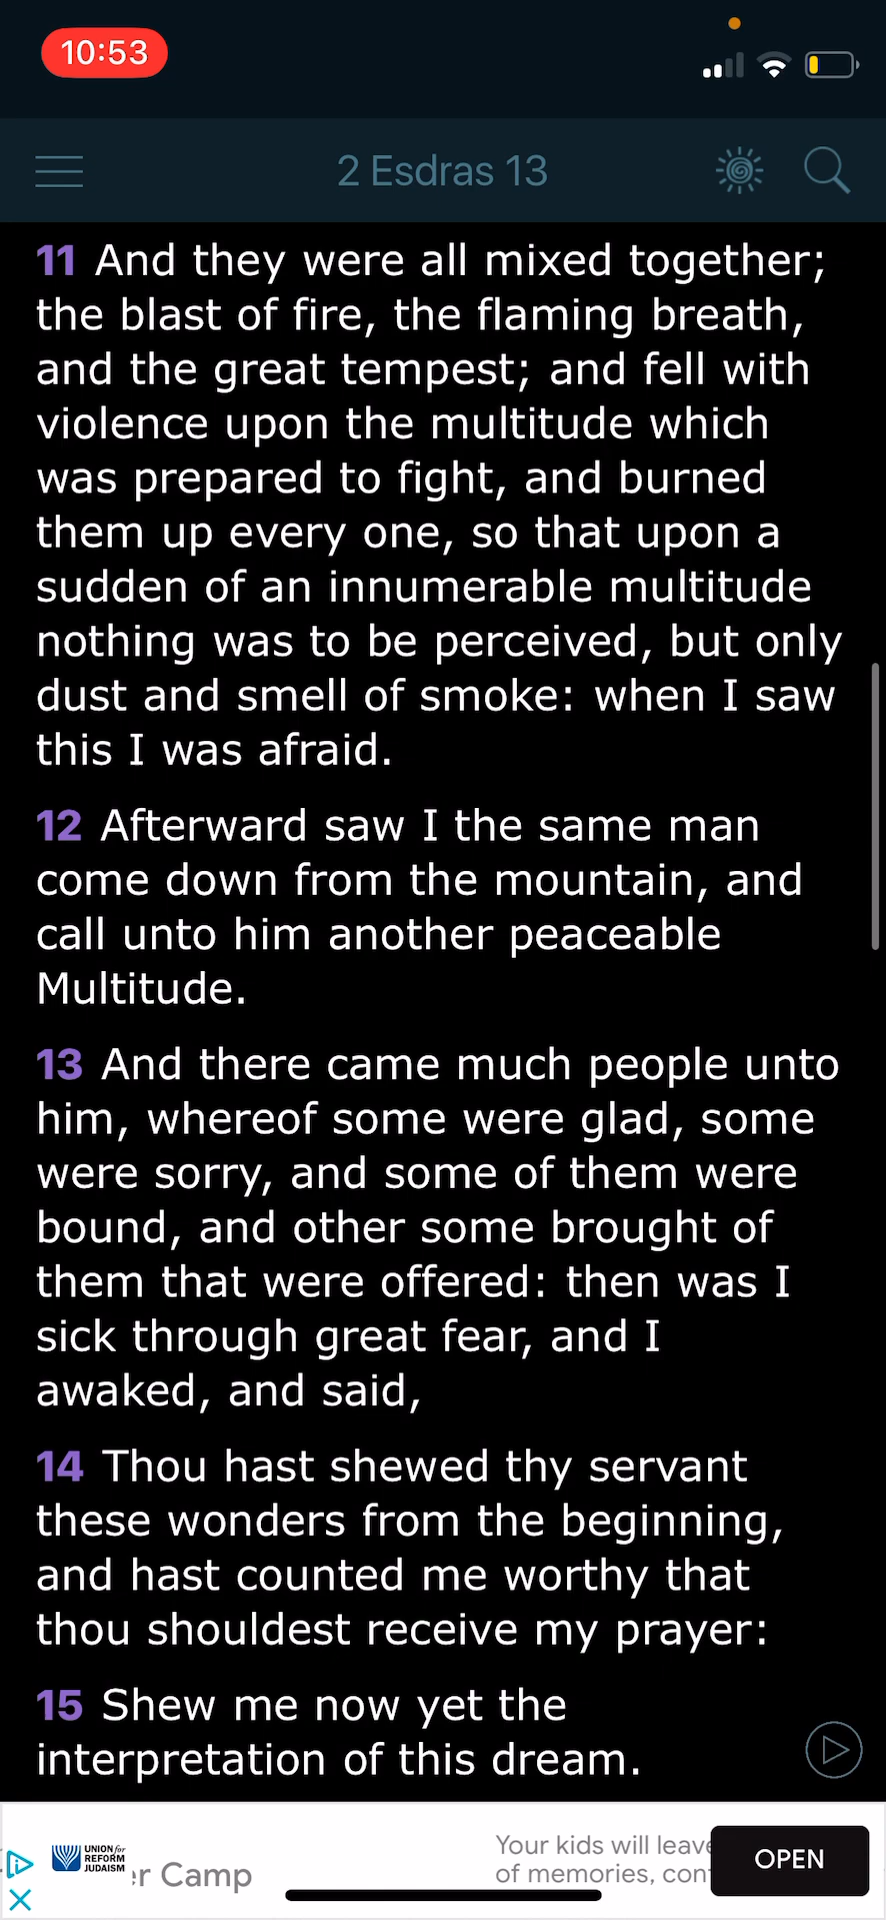 10:53
2 Esdras 13
11 And they were all mixed together;
the blast of fire, the flaming breath,
and the great tempest; and fell with
violence upon the multitude which
was prepared to fight, and burned
them up every one, so that upon a
sudden of an innumerable multitude
nothing was to be perceived, but only
dust and smell of smoke: when I saw
this I was afraid.
12 Afterward saw I the same man
come down from the mountain, and
call unto him another peaceable
Multitude.
13 And there came much people unto
him, whereof some were glad, some
were sorry, and some of them were
bound, and other some brought of
them that were offered: then was I
sick through great fear, and I
awaked, and said,
14 Thou hast shewed thy servant
these wonders from the beginning,
and hast counted me worthy that
thou shouldest receive my prayer:
15 Shew me now yet the
interpretation of this dream.
UNION for
REFORM
JUDAISM
r Camp
Your kids will leave
of memories, con
OPEN